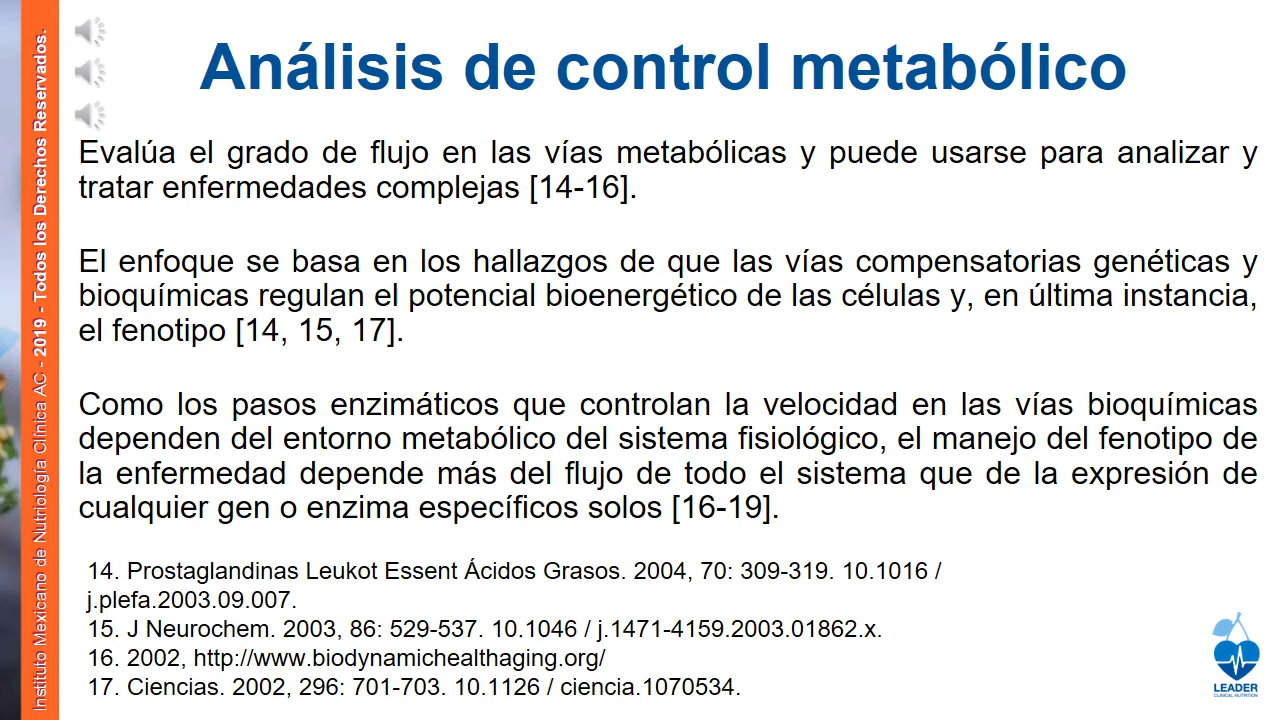 Análisis de control metabólico
Evalúa el grado de flujo en las vías metabólicas y puede usarse para analizar y
tratar enfermedades complejas [14-16].
El enfoque se basa en los hallazgos de que las vías compensatorias genéticas y
bioquímicas regulan el potencial bioenergético de las células y, en última instancia,
el fenotipo [14, 15, 17].
Como los pasos enzimáticos que controlan la velocidad en las vías bioquímicas
dependen del entorno metabólico del sistema fisiológico, el manejo del fenotipo de
la enfermedad depende más del flujo de todo el sistema que de la expresión de
cualquier gen o enzima específicos solos [16-19].
14. Prostaglandinas Leukot Essent Ácidos Grasos. 2004, 70: 309-319. 10.1016 /
j.plefa.2003.09.007.
15. J Neurochem. 2003, 86: 529-537. 10.1046 / j.1471-4159.2003.01862.x.
16. 2002, http://www.biodynamichealthaging.org/
17. Ciencias. 2002, 296: 701-703. 10.1126 / ciencia.1070534.
Instituto Mexicano de Nutriología Clínica AC - 2019 - Todos los Derechos Reservados.
LEADER
CLINICAL NUTRITION